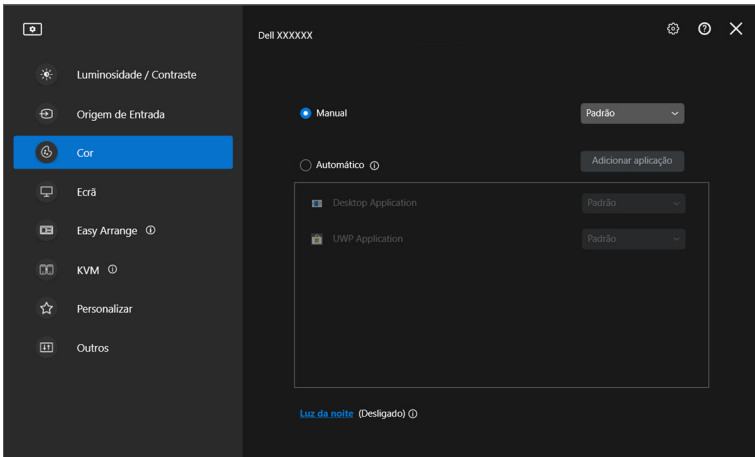 Dell XXXXXX
Luminosidade / Contraste
Origem de Entrada
Cor
Ecrã
Easy Arrange
KVM
Personalizar
Outros
Manual
Padrão
Automático
Adicionar aplicação
Desktop Application
Padrão
UWP Application
Padrão
Luz da noite (Desligado)